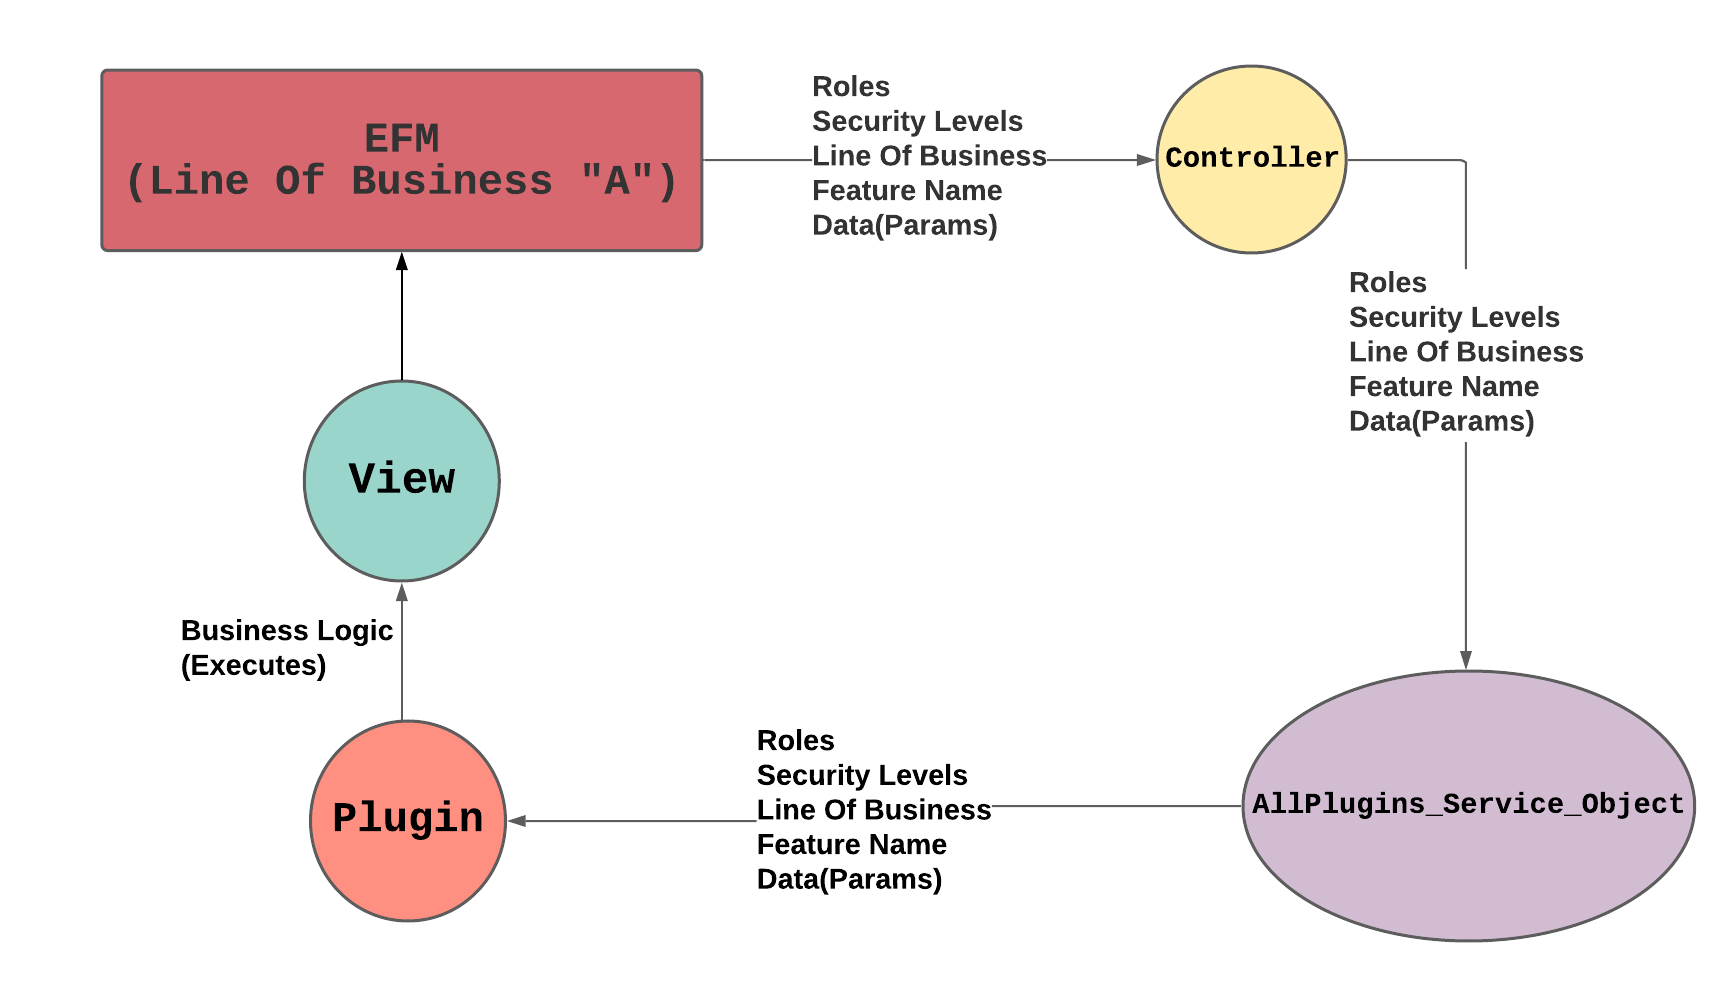 EFM
(Line Of Business "A")
Roles
Security Levels
Line Of Business
Feature Name
Data(Params)
Controller
Roles
Security Levels
Line Of Business
Feature Name
Data(Params)
View
Business Logic
(Executes)
Plugin
Roles
Security Levels
Line Of Business
Feature Name
Data(Params)
AllPlugins_Service_Object